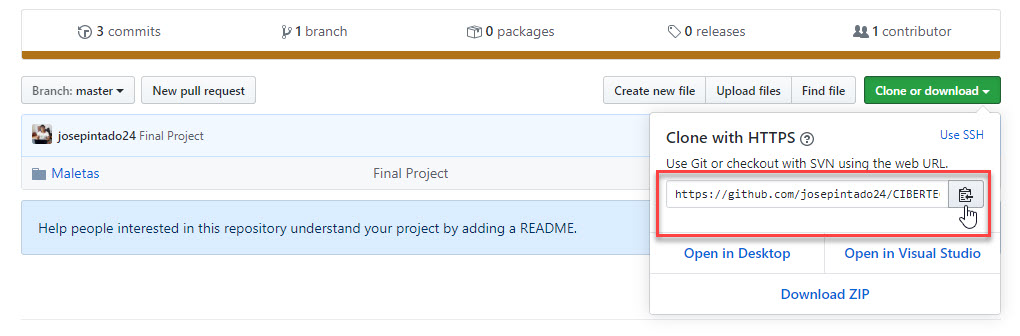 3 commits 1 branch 0 packages 0 releases 1 contributor
Branch: master New pull request Create new file Upload files Find file Clone or download
josepintado24 Final Project
Clone with HTTPS Use SSH
Use Git or checkout with SVN using the web URL.
Maletas Final Project
https://github.com/josepintado24/CIBERTE
Help people interested in this repository understand your project by adding a README.
Open in Desktop Open in Visual Studio
Download ZIP